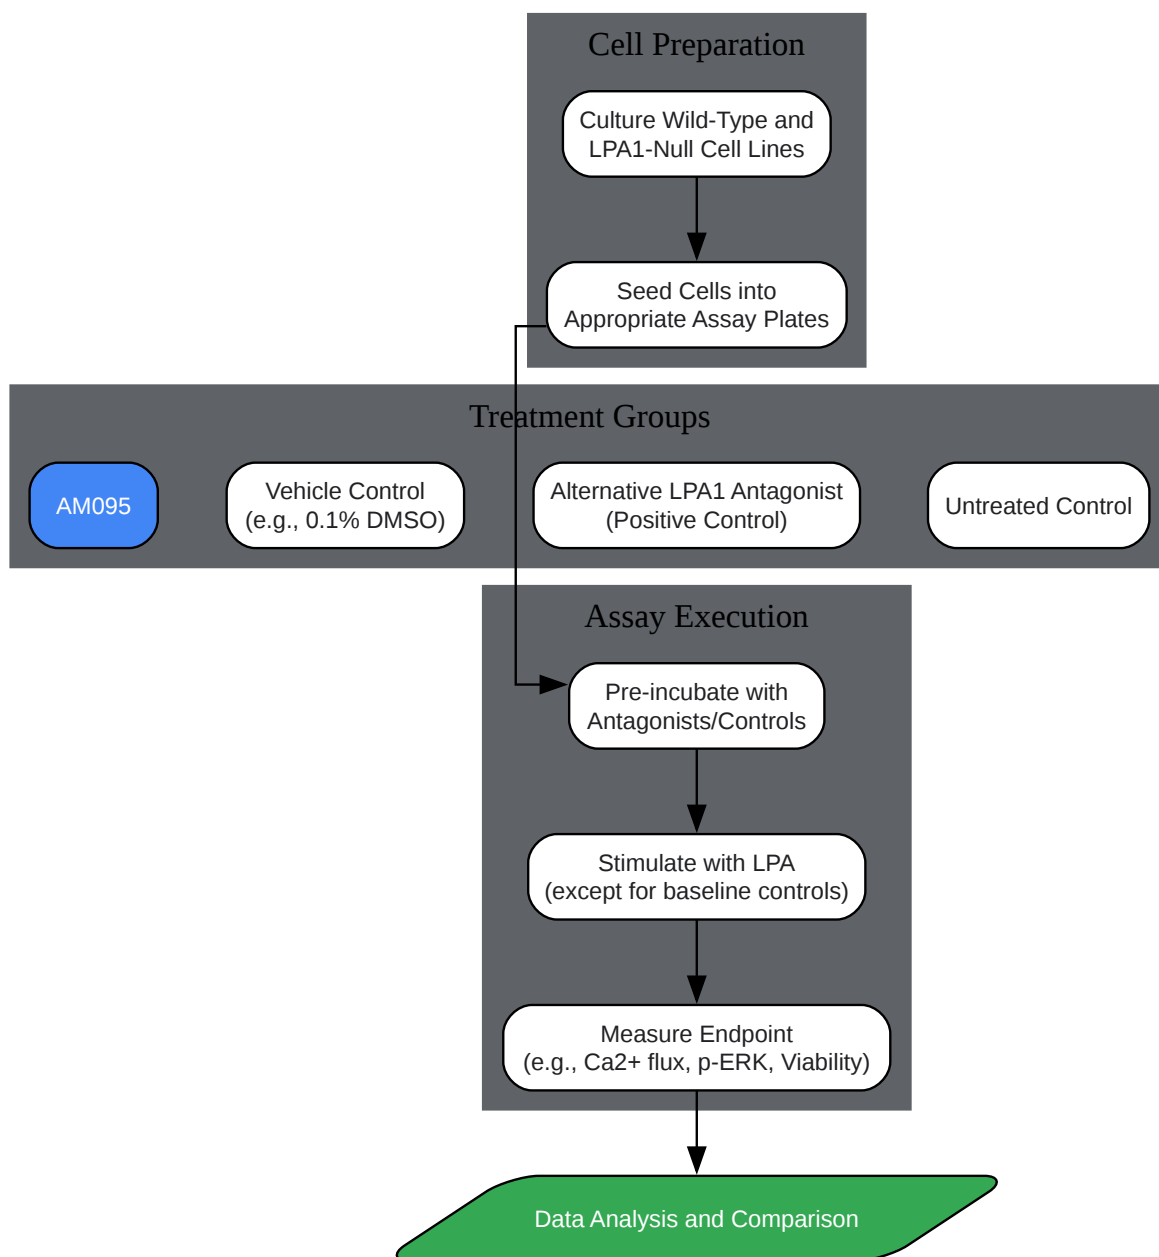 Cell Preparation
Culture Wild-Type and
LPA1-Null Cell Lines
Seed Cells into
Appropriate Assay Plates
Treatment Groups
AM095
Vehicle Control
(e.g., 0.1% DMSO)
Alternative LPA1 Antagonist
(Positive Control)
Untreated Control
Assay Execution
Pre-incubate with
Antagonists/Controls
Stimulate with LPA
(except for baseline controls)
Measure Endpoint
(e.g., Ca2+ flux, p-ERK, Viability)
Data Analysis and Comparison